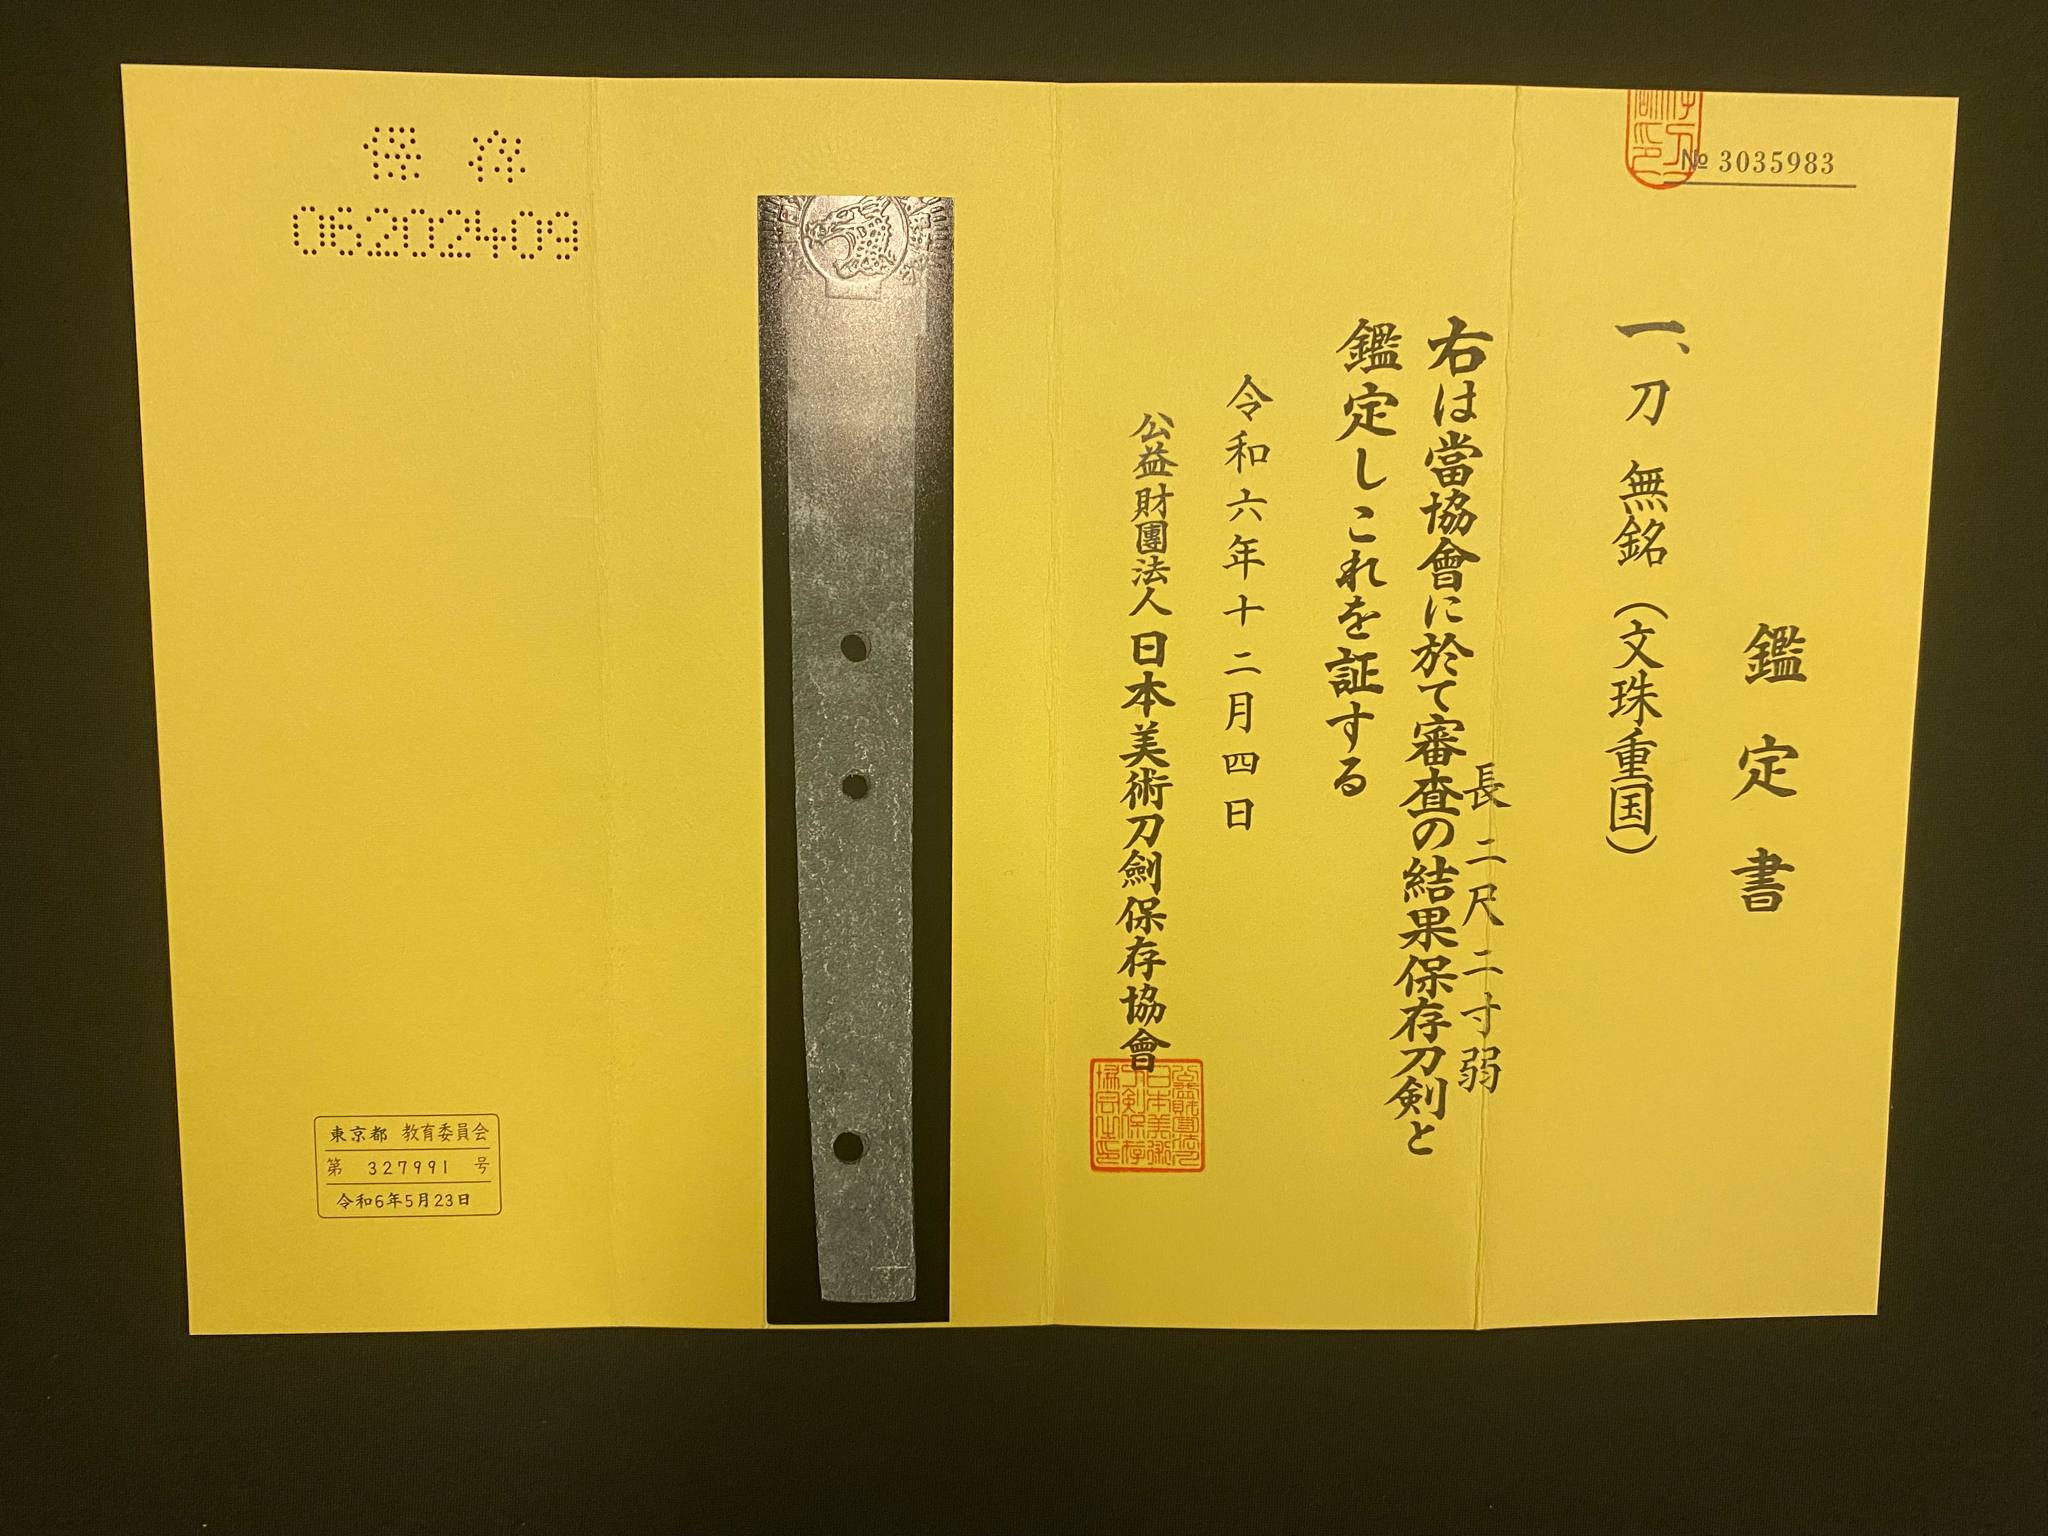 № 3035983
鑑定書
一、刀 無銘（文珠重国）
長 二尺二寸弱
右は當協會に於て審査の結果保存刀剣と
鑑定しこれを証する
令和六年十二月四日
公益財團法人 日本美術刀劍保存協會
保存
06202409
東京都 教育委員会
第 327991 号
令和6年5月23日